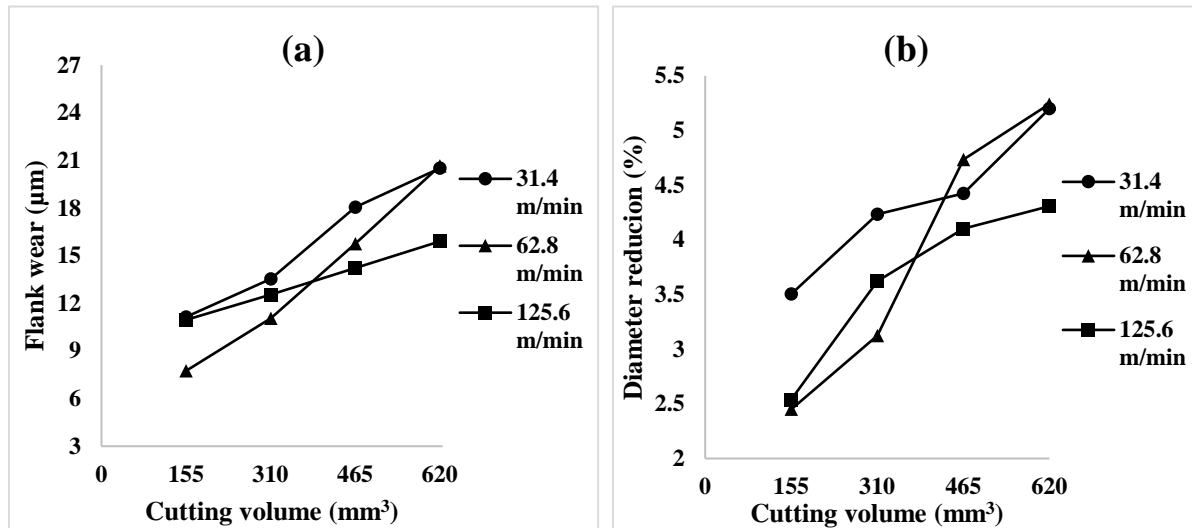 (a)
27
24
21
18
15
12
9
6
3
Flank wear (µm)
0 155 310 465 620
Cutting volume (mm³)
31.4
m/min
62.8
m/min
125.6
m/min
(b)
5.5
5
4.5
4
3.5
3
2.5
2
Diameter reducion (%)
0 155 310 465 620
Cutting volume (mm³)
31.4
m/min
62.8
m/min
125.6
m/min